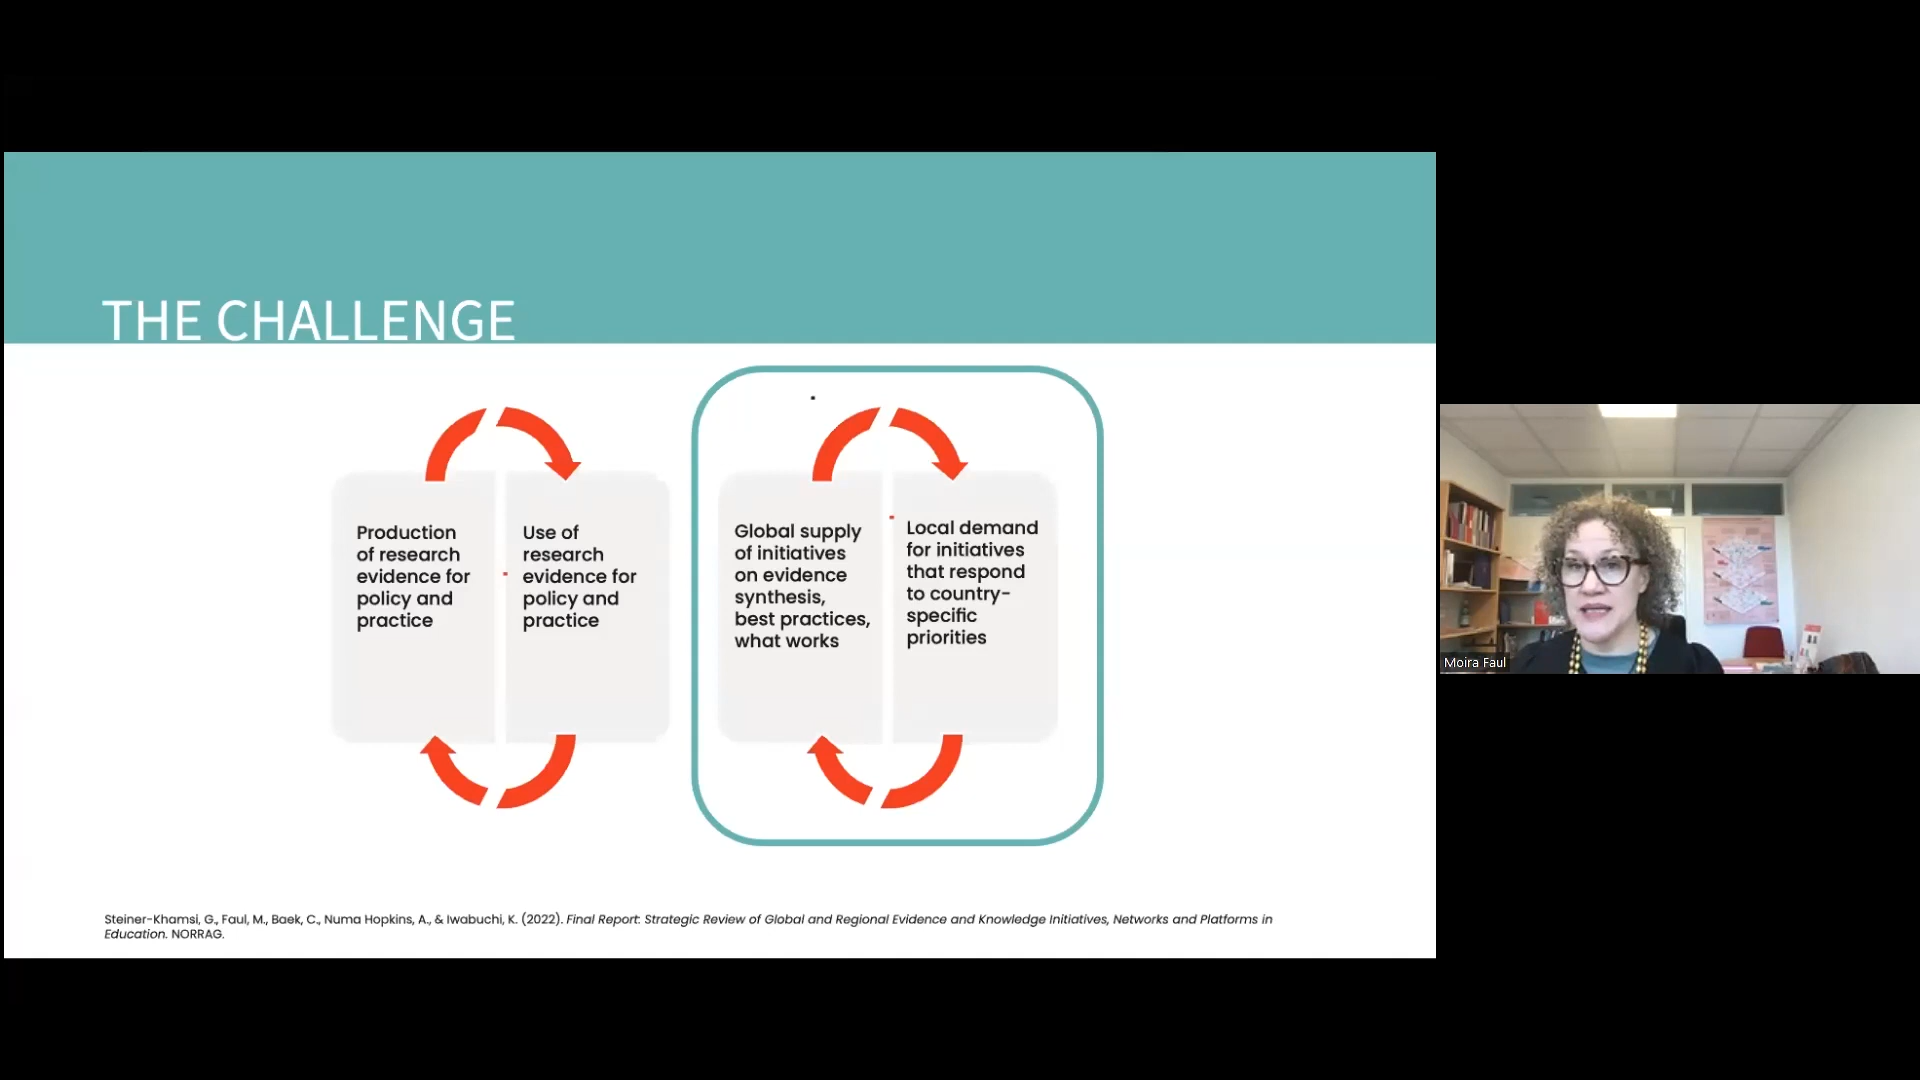 THE CHALLENGE
Production
of research
evidence for
policy and
practice
Use of
research
evidence for
policy and
practice
Global supply
of initiatives
on evidence
synthesis,
best practices,
what works
Local demand
for initiatives
that respond
to country-
specific
priorities
Steiner-Khamsi, G., Faul, M., Baek, C., Numa Hopkins, A., & Iwabuchi, K. (2022). Final Report: Strategic Review of Global and Regional Evidence and Knowledge Initiatives, Networks and Platforms in
Education. NORRAG.
Moira Faul